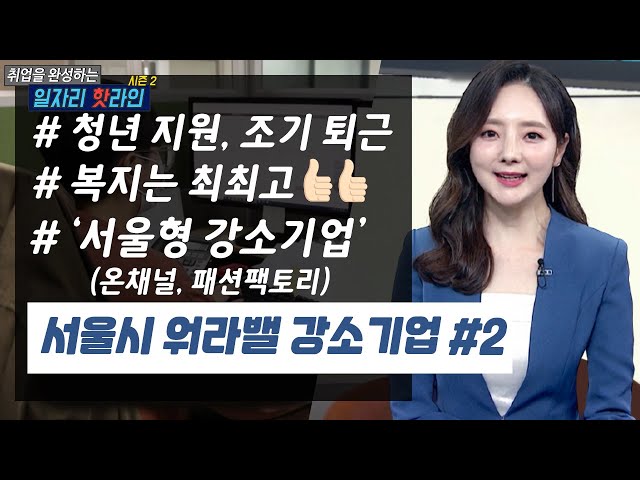 취업을 완성하는
시즌 2
일자리 핫라인
# 청년 지원, 조기 퇴근
# 복지는 최최고👍🏻👍🏻
# ‘서울형 강소기업’
(온채널, 패션팩토리)
서울시 워라밸 강소기업 #2